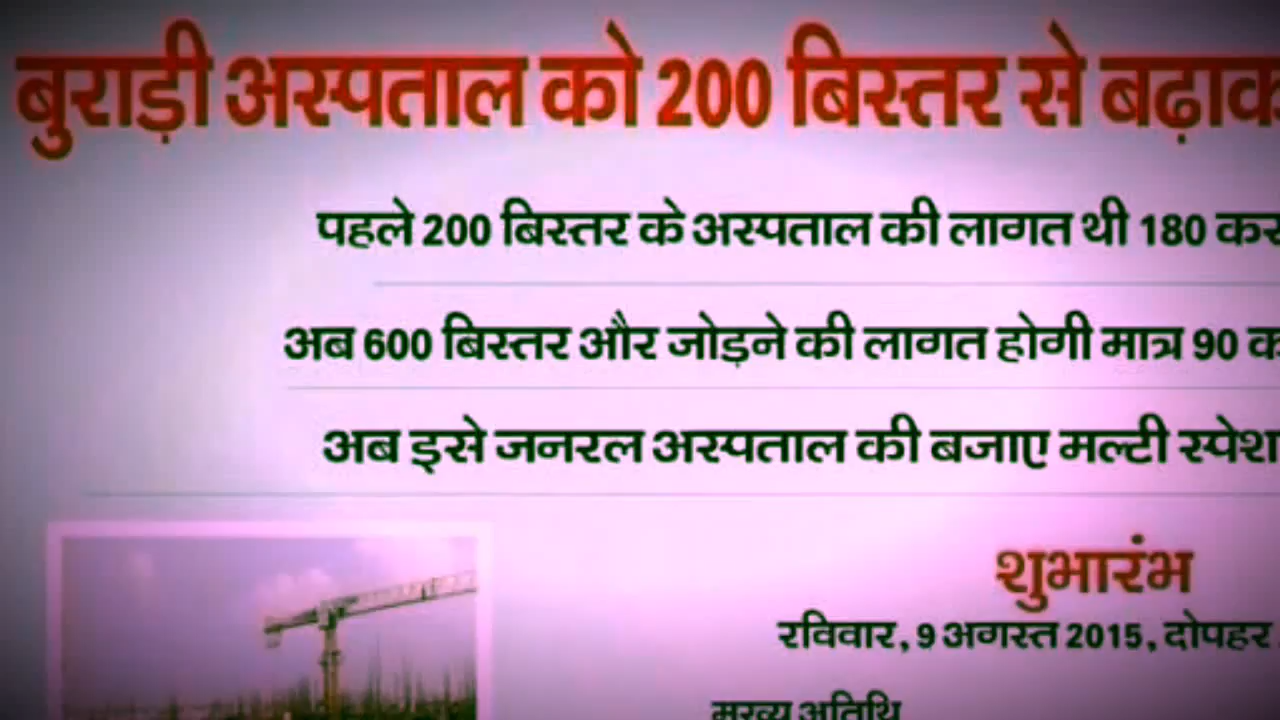 बुराड़ी अस्पताल को 200 बिस्तर से
पहले 200 बिस्तर के अस्पताल की लागत थी 180
अब 600 बिस्तर और जोड़ने की लागत होगी मात्र 90
अब इसे जनरल अस्पताल की बजाए मल्टी
शुभारंभ
रविवार, 9 अगस्त 2015, दोपहर
मुख्य अतिथि